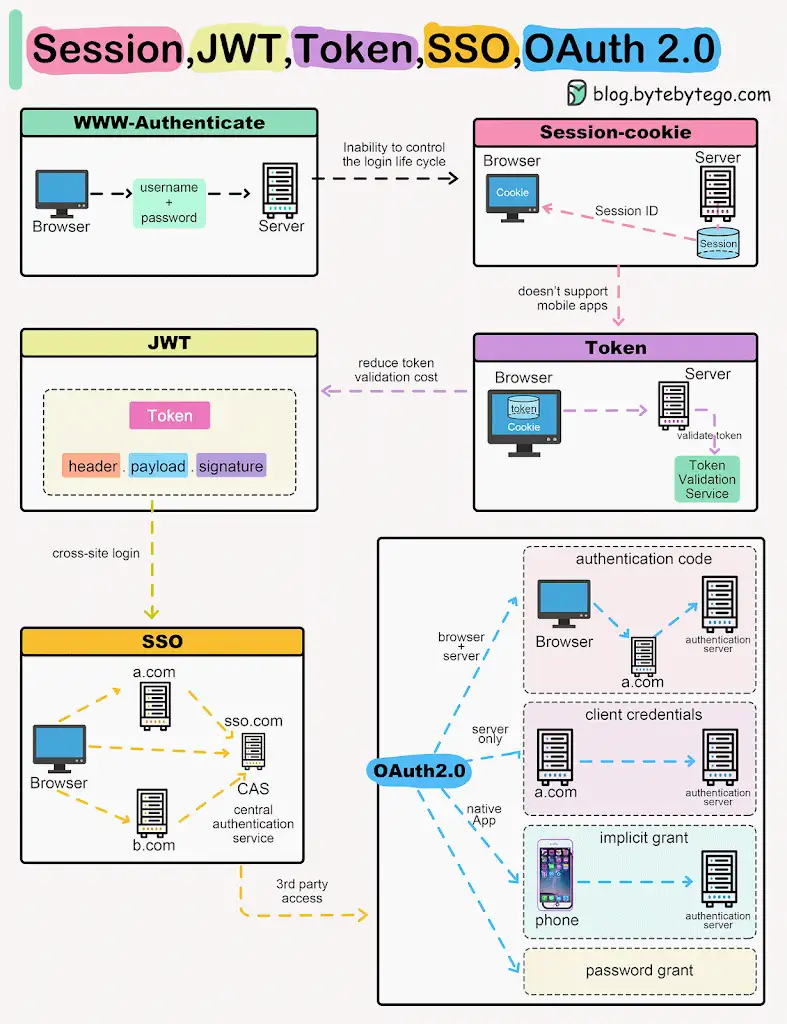 Session,JWT,Token,SSO,OAuth 2.0
blog.bytebytego.com
WWW-Authenticate
Browser
username
+
password
Server
Inability to control
the login life cycle
Session-cookie
Browser
Cookie
Server
Session ID
Session
doesn't support
mobile apps
Token
Browser
token
Cookie
Server
validate token
Token
Validation
Service
reduce token
validation cost
JWT
Token
header . payload . signature
cross-site login
SSO
a.com
Browser
b.com
sso.com
CAS
central
authentication
service
3rd party
access
OAuth2.0
browser
+
server
authentication code
Browser
a.com
authentication
server
server
only
client credentials
a.com
authentication
server
native
App
implicit grant
phone
authentication
server
password grant